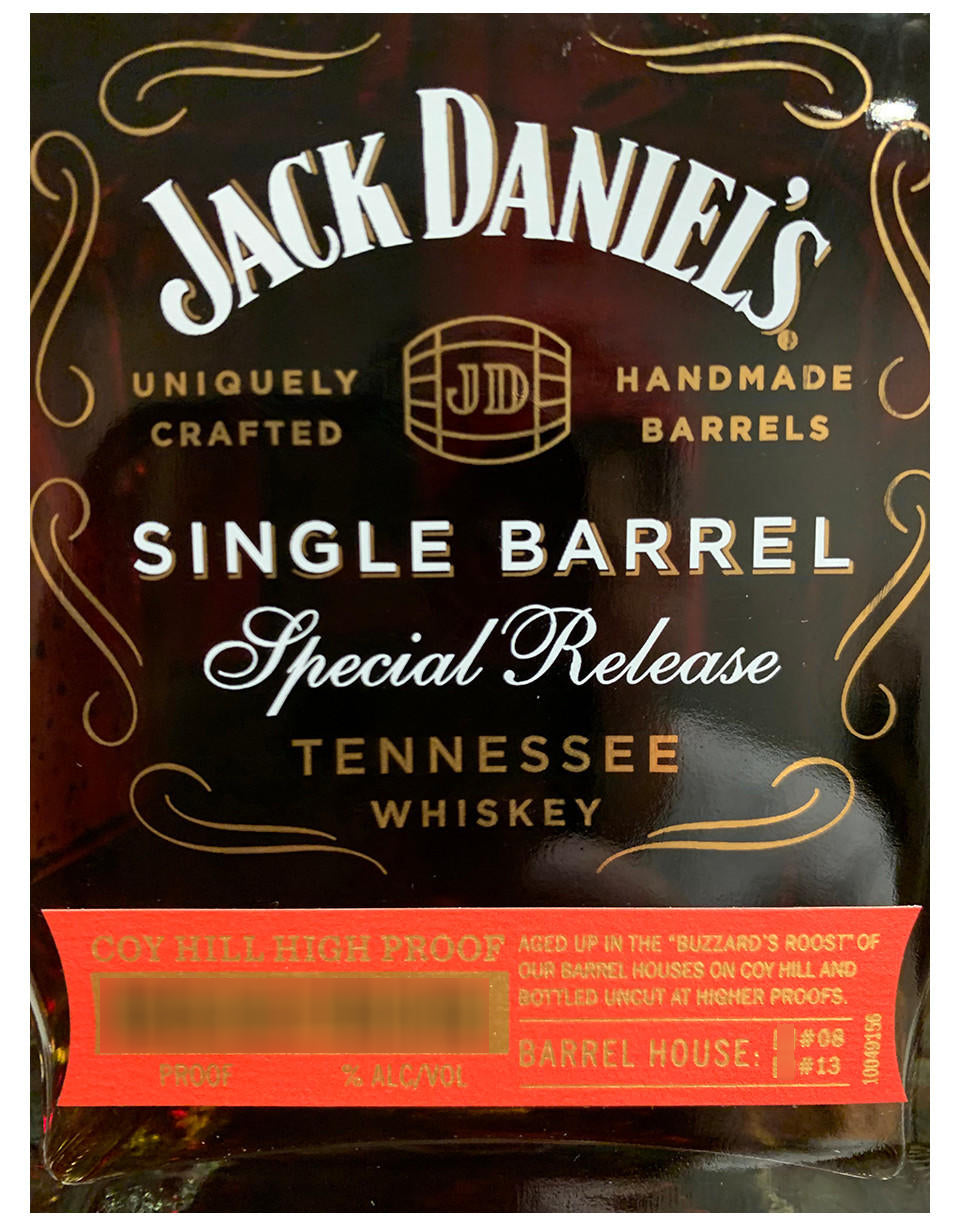 JACK DANIEL'S
UNIQUELY
CRAFTED
JD
HANDMADE
BARRELS
SINGLE BARREL
Special Release
TENNESSEE
WHISKEY
COY HILL HIGH PROOF
PROOF % ALC/VOL
AGED UP IN THE "BUZZARD'S ROOST" OF
OUR BARREL HOUSES ON COY HILL AND
BOTTLED UNCUT AT HIGHER PROOFS.
BARREL HOUSE:
#08
#13
10049156